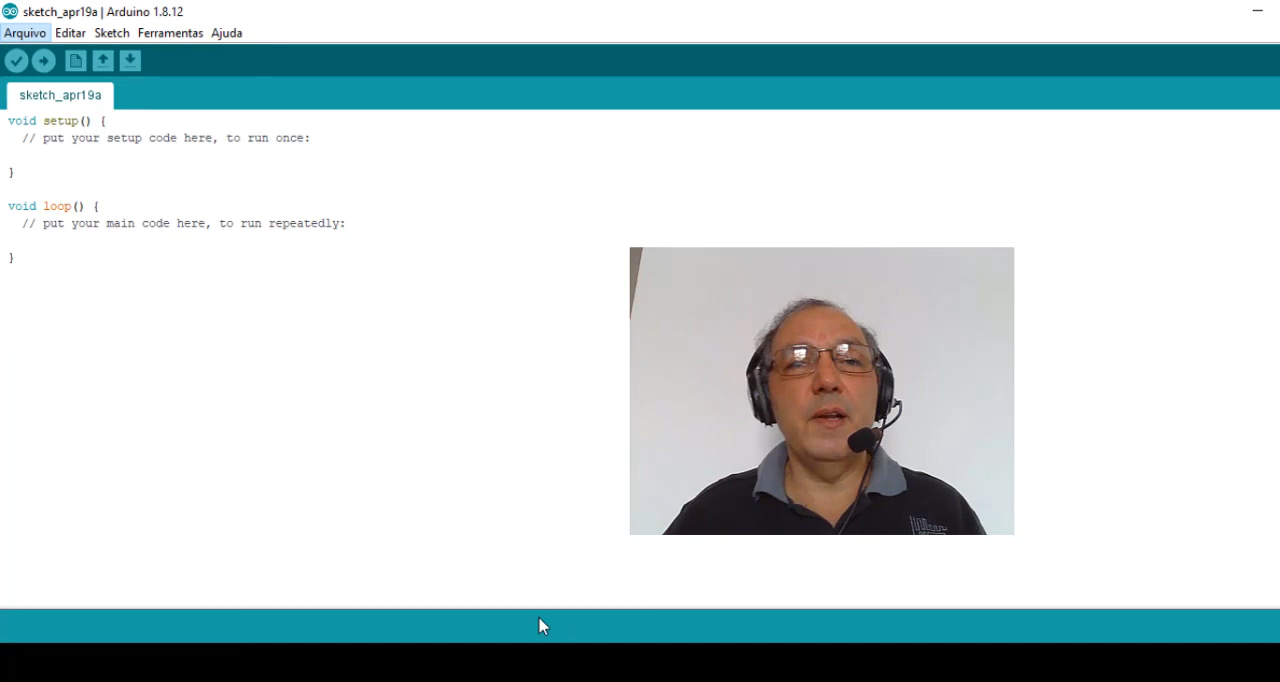 sketch_apr19a | Arduino 1.8.12
Arquivo Editar Sketch Ferramentas Ajuda
sketch_apr19a
void setup() {
// put your setup code here, to run once:
}
void loop() {
// put your main code here, to run repeatedly:
}